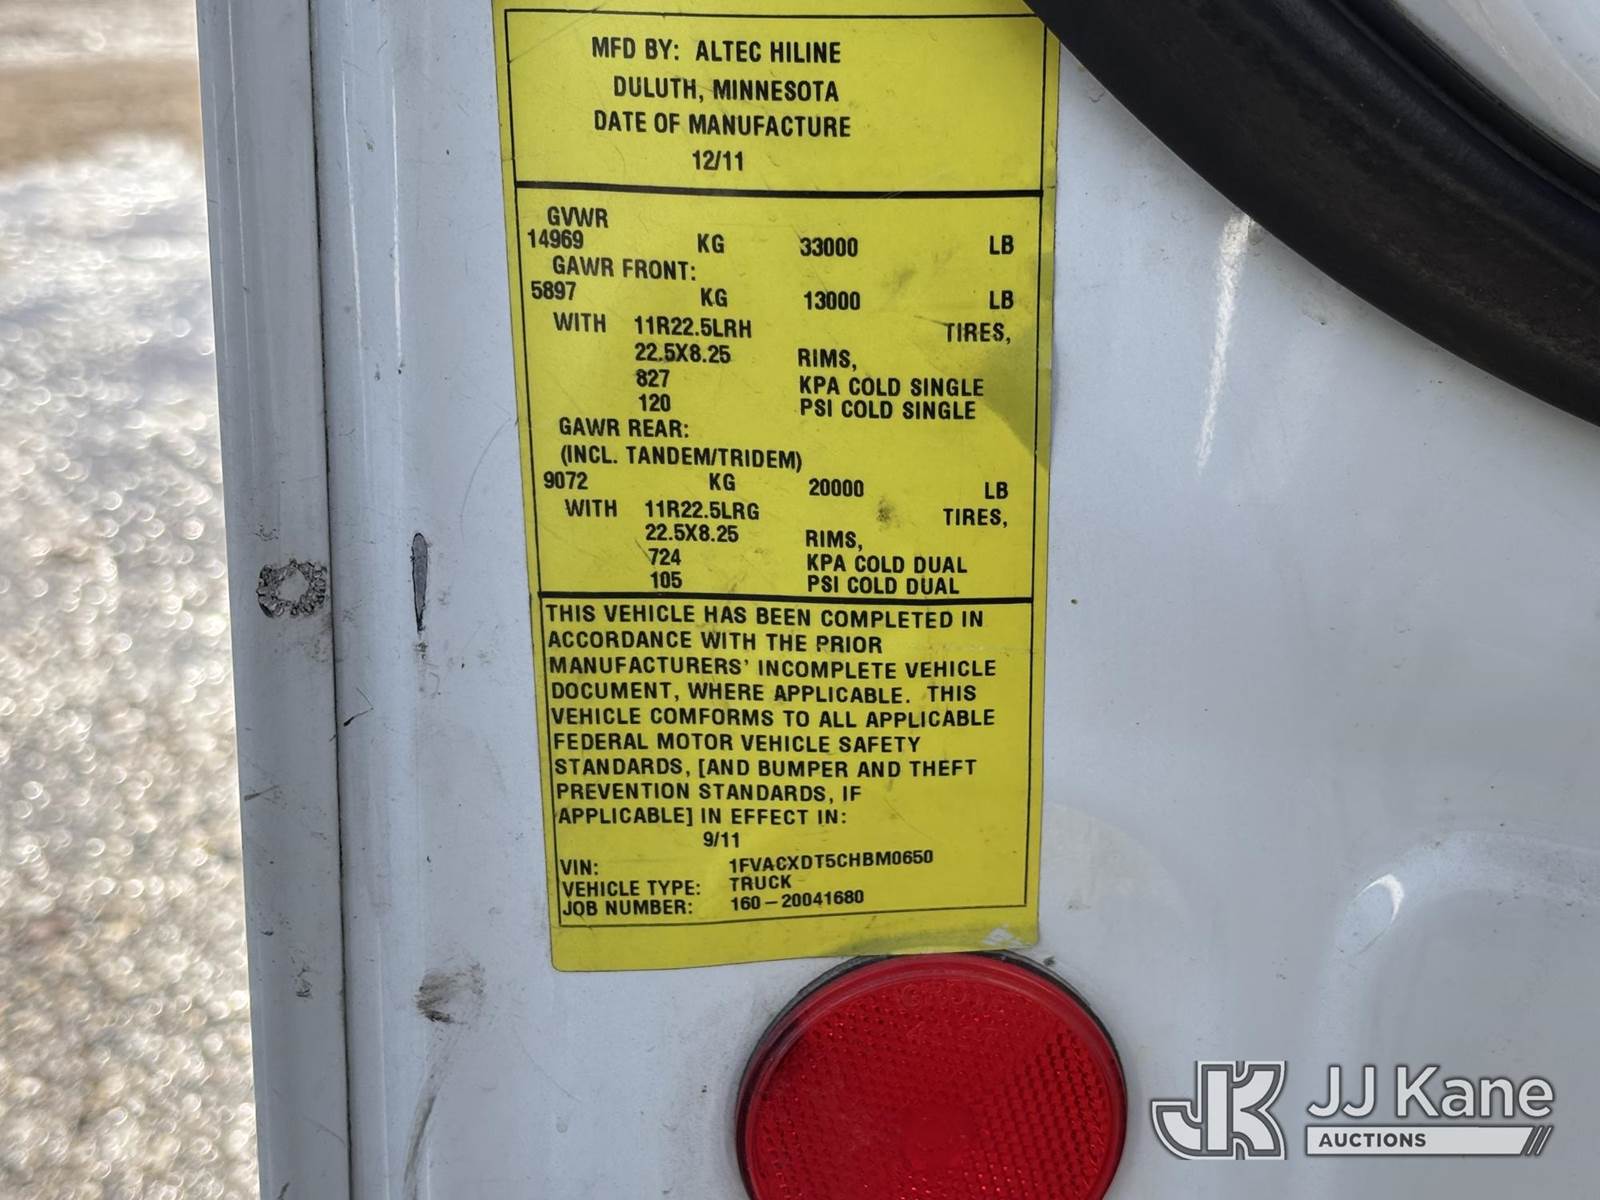 MFD BY: ALTEC HILINE
DULUTH, MINNESOTA
DATE OF MANUFACTURE
12/11
GVWR
14969 KG 33000 LB
GAWR FRONT:
5897 KG 13000 LB
WITH 11R22.5LRH TIRES,
22.5X8.25 RIMS,
827 KPA COLD SINGLE
120 PSI COLD SINGLE
GAWR REAR:
(INCL. TANDEM/TRIDEM)
9072 KG 20000 LB
WITH 11R22.5LRG TIRES,
22.5X8.25 RIMS,
724 KPA COLD DUAL
105 PSI COLD DUAL
THIS VEHICLE HAS BEEN COMPLETED IN
ACCORDANCE WITH THE PRIOR
MANUFACTURERS' INCOMPLETE VEHICLE
DOCUMENT, WHERE APPLICABLE. THIS
VEHICLE COMFORMS TO ALL APPLICABLE
FEDERAL MOTOR VEHICLE SAFETY
STANDARDS, [AND BUMPER AND THEFT
PREVENTION STANDARDS, IF
APPLICABLE] IN EFFECT IN:
9/11
VIN: 1FVACXDT5CHBM0650
VEHICLE TYPE: TRUCK
JOB NUMBER: 160-20041680
JK JJ Kane
AUCTIONS